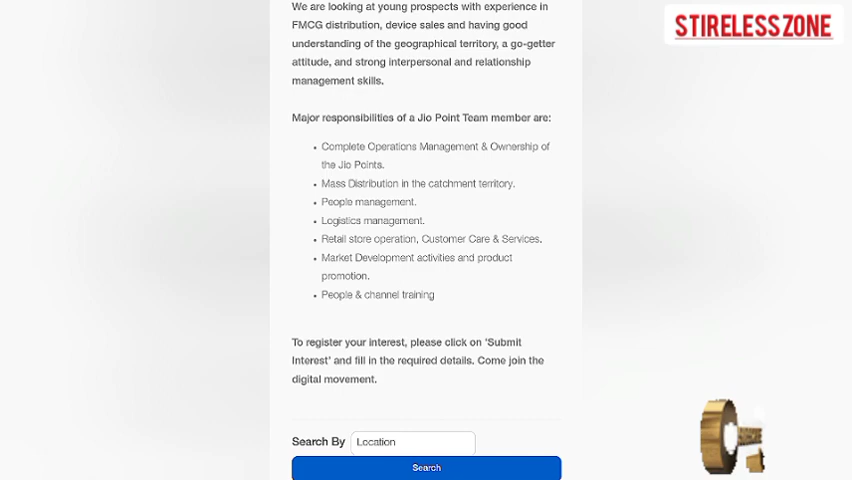 We are looking at young prospects with experience in
FMCG distribution, device sales and having good
understanding of the geographical territory, a go-getter
attitude, and strong interpersonal and relationship
management skills.
Major responsibilities of a Jio Point Team member are:
• Complete Operations Management & Ownership of
the Jio Points.
• Mass Distribution in the catchment territory.
• People management.
• Logistics management.
• Retail store operation, Customer Care & Services.
• Market Development activities and product
promotion.
• People & channel training
To register your interest, please click on 'Submit
Interest' and fill in the required details. Come join the
digital movement.
Search By Location
Search
STIRELESS ZONE